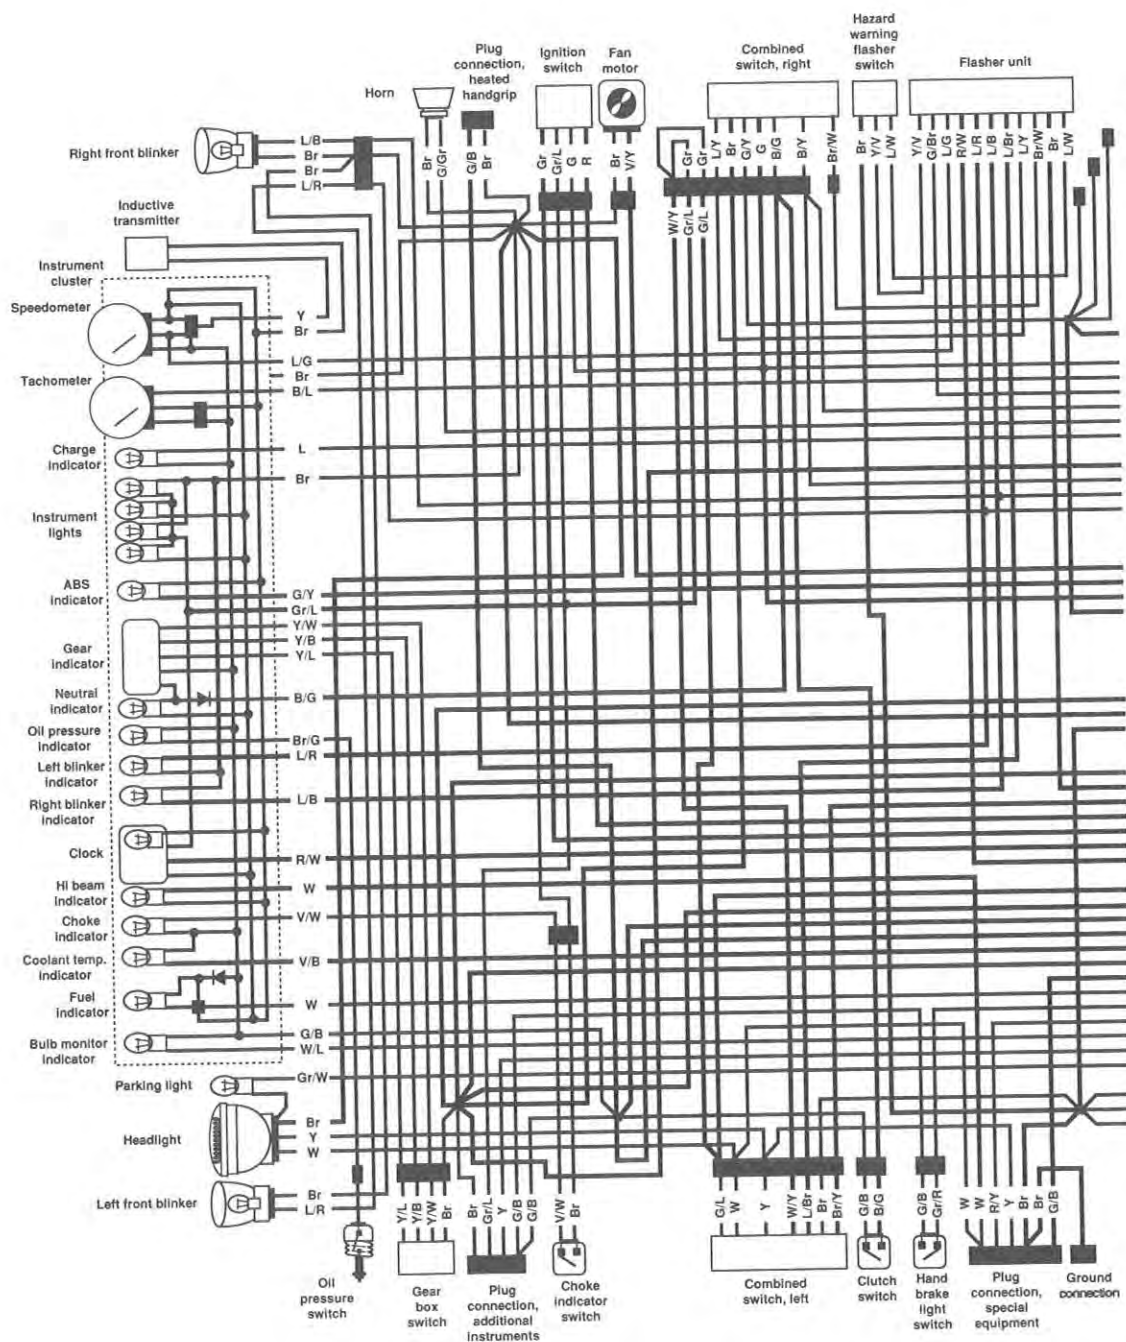 Hazard
warning
flasher
switch
Plug
connection,
heated
handgrip
Ignition
switch
Fan
motor
Combined
switch, right
Flasher unit
Horn
Right front blinker
L/B
Br
Br
L/R
Br
G/Gr
G/B
Br
Gr
Gr/L
G
R
Br
V/Y
Gr
Gr
L/Y
Br
G/Y
G
B/G
B/Y
Br/W
Br
Y/V
L/W
Y/V
G/Br
L/G
R/W
L/R
L/B
L/Br
L/Y
Br/W
Br
L/W
W/Y
Gr/L
G/L
Inductive
transmitter
Instrument
cluster
Speedometer
Y
Br
L/G
Br
B/L
Tachometer
Charge
indicator
L
Br
Instrument
lights
ABS
indicator
G/Y
Gr/L
Y/W
Y/B
Y/L
Gear
indicator
Neutral
indicator
B/G
Oil pressure
indicator
Br/G
L/R
Left blinker
indicator
Right blinker
indicator
L/B
Clock
R/W
Hi beam
indicator
W
Choke
indicator
V/W
Coolant temp.
indicator
V/B
Fuel
indicator
W
Bulb monitor
indicator
G/B
W/L
Parking light
Gr/W
Headlight
Br
Y
W
Left front blinker
Br
L/R
Y/L
Y/B
Y/W
Br
Br
Gr/L
Y
G/B
G/B
V/W
Br
G/L
W
Y
W/Y
L/Br
Br
Br/Y
G/B
B/G
G/B
Gr/R
W
W
R/Y
Y
Br
Br
G/B
Oil
pressure
switch
Gear
box
switch
Plug
connection,
additional
instruments
Choke
indicator
switch
Combined
switch, left
Clutch
switch
Hand
brake
light
switch
Plug
connection,
special
equipment
Ground
connection